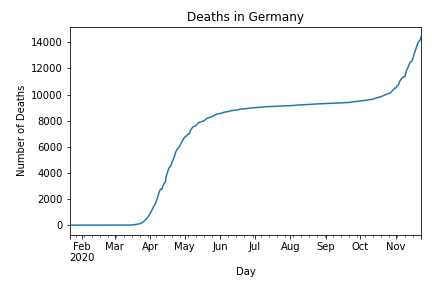 Deaths in Germany
14000
12000
10000
8000
6000
4000
2000
0
Number of Deaths
Feb Mar Apr May Jun Jul Aug Sep Oct Nov
2020
Day